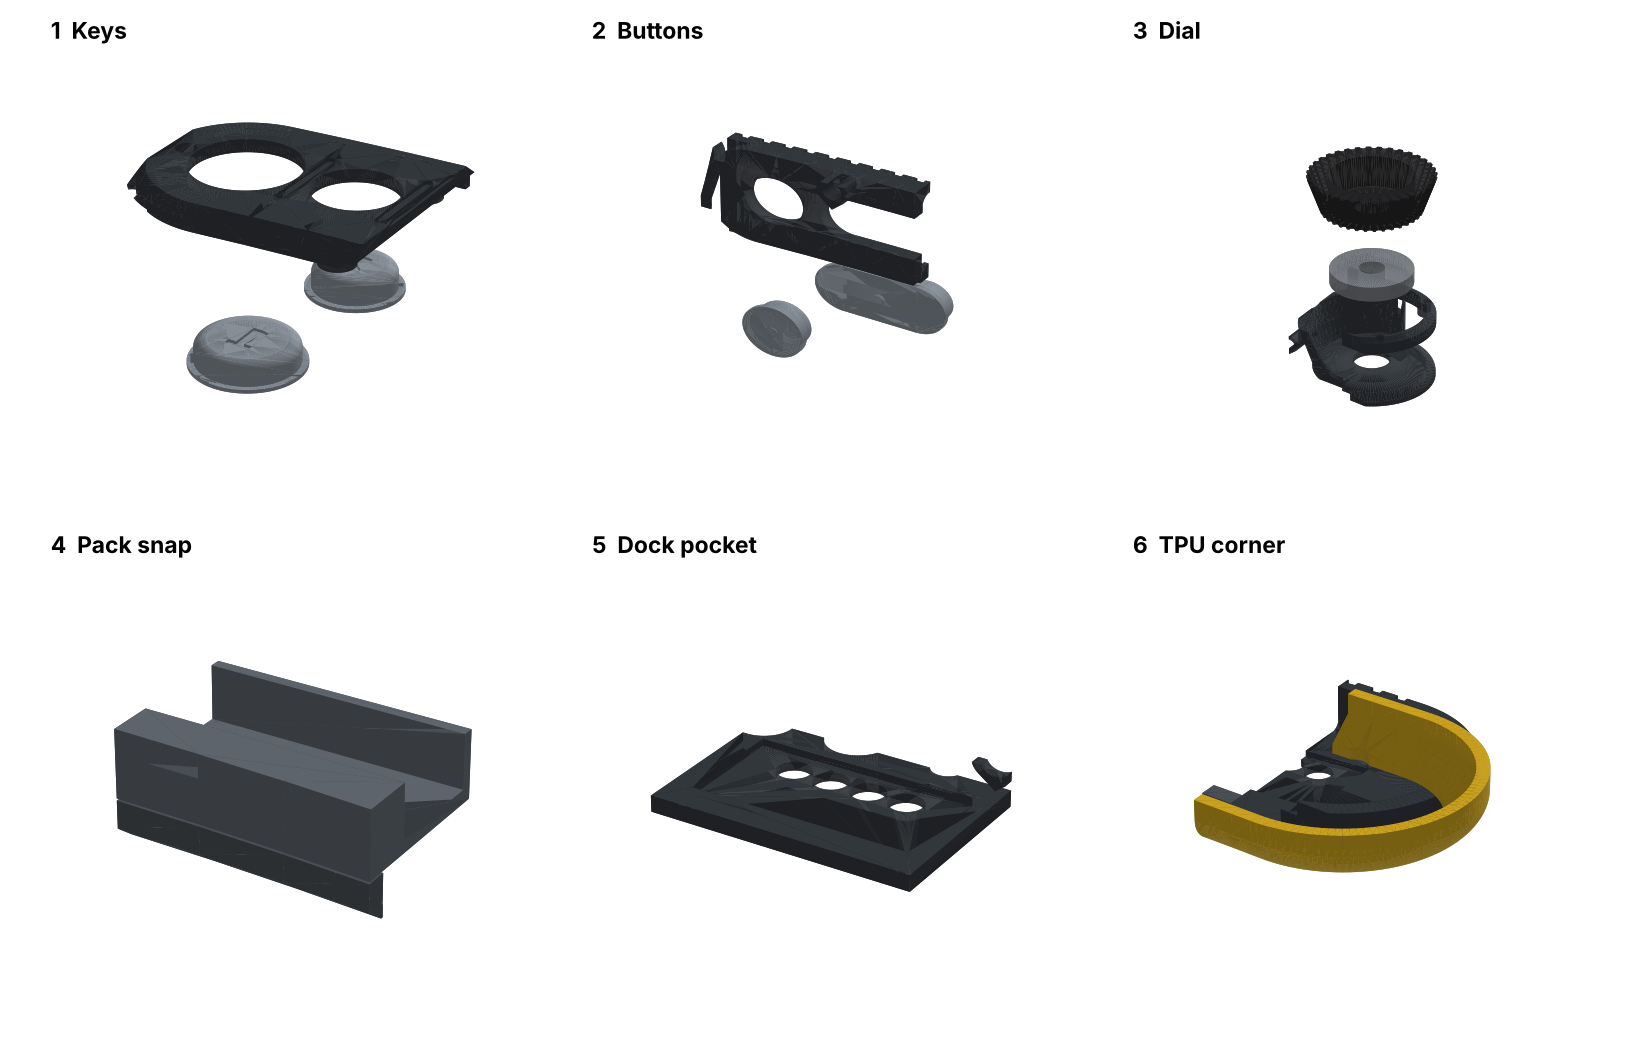 1 Keys
2 Buttons
3 Dial
4 Pack snap
5 Dock pocket
6 TPU corner